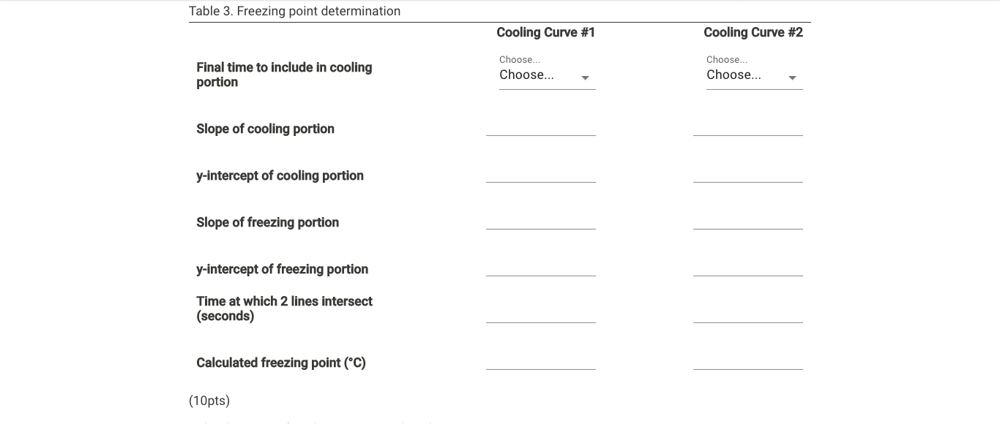 Table 3. Freezing point determination
Cooling Curve #1 Cooling Curve #2
Choose... Choose...
Final time to include in cooling
portion
Choose... Choose...
Slope of cooling portion
y-intercept of cooling portion
Slope of freezing portion
y-intercept of freezing portion
Time at which 2 lines intersect
(seconds)
Calculated freezing point (°C)
(10pts)